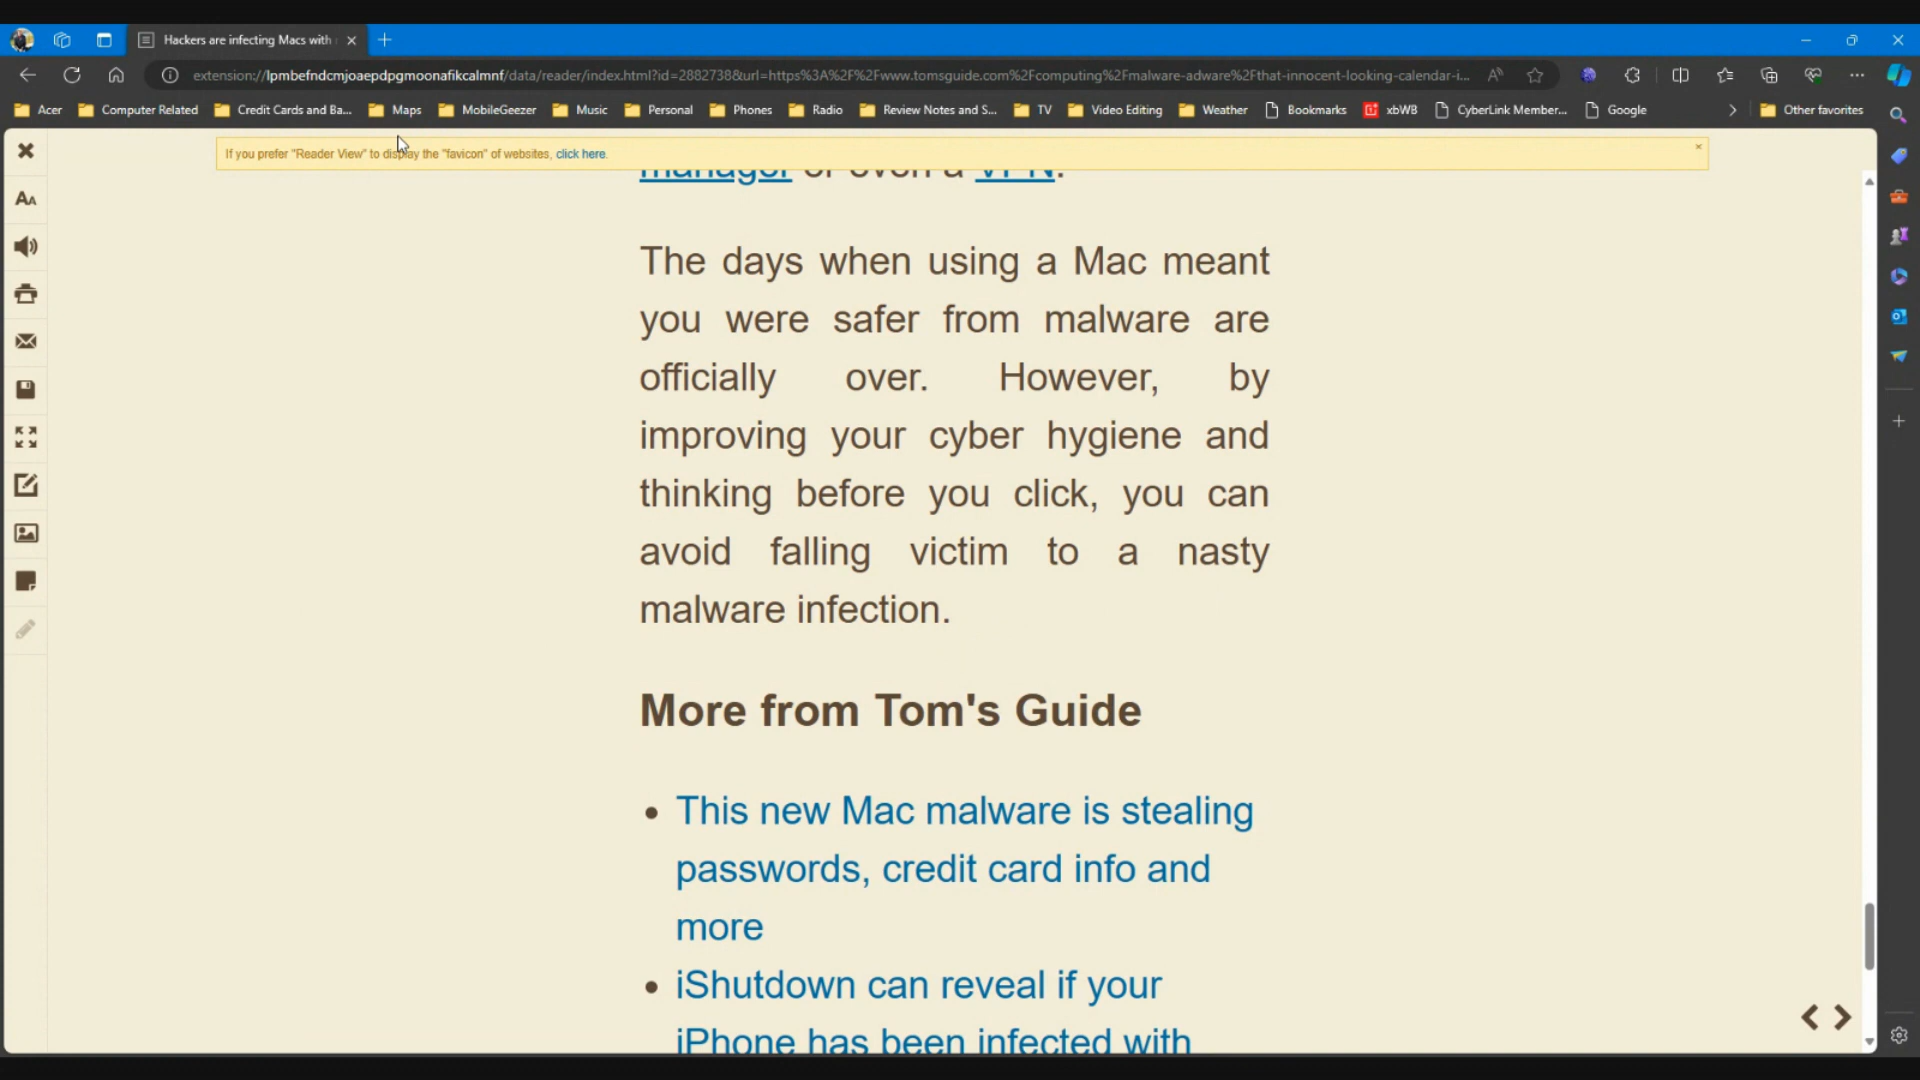 Hackers are infecting Macs with
extension://lpmbefndcmjoaepdpgmoonafikcalmnf/data/reader/index.html?id=2882738&url=https%3A%2F%2Fwww.tomsguide.com%2Fcomputing%2Fmalware-adware%2Fthat-innocent-looking-calendar-i...
Acer Computer Related Credit Cards and Ba... Maps MobileGeezer Music Personal Phones Radio Review Notes and S... TV Video Editing Weather Bookmarks xbWB CyberLink Member... Google Other favorites
If you prefer "Reader View" to display the "favicon" of websites, click here.
manager or even a VPN.
The days when using a Mac meant
you were safer from malware are
officially over. However, by
improving your cyber hygiene and
thinking before you click, you can
avoid falling victim to a nasty
malware infection.
More from Tom's Guide
• This new Mac malware is stealing
passwords, credit card info and
more
• iShutdown can reveal if your
iPhone has been infected with